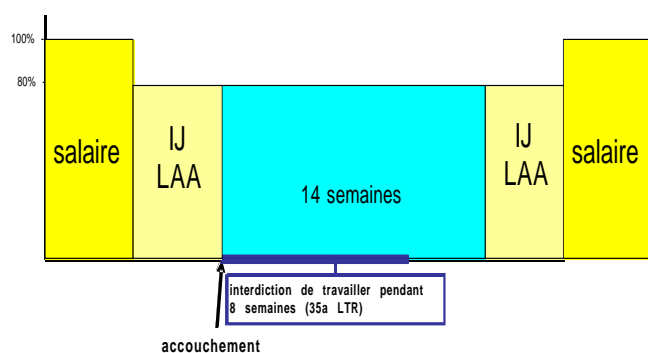 100%
80%
salaire
IJ
LAA
14 semaines
IJ
LAA
salaire
interdiction de travailler pendant
8 semaines (35a LTR)
accouchement